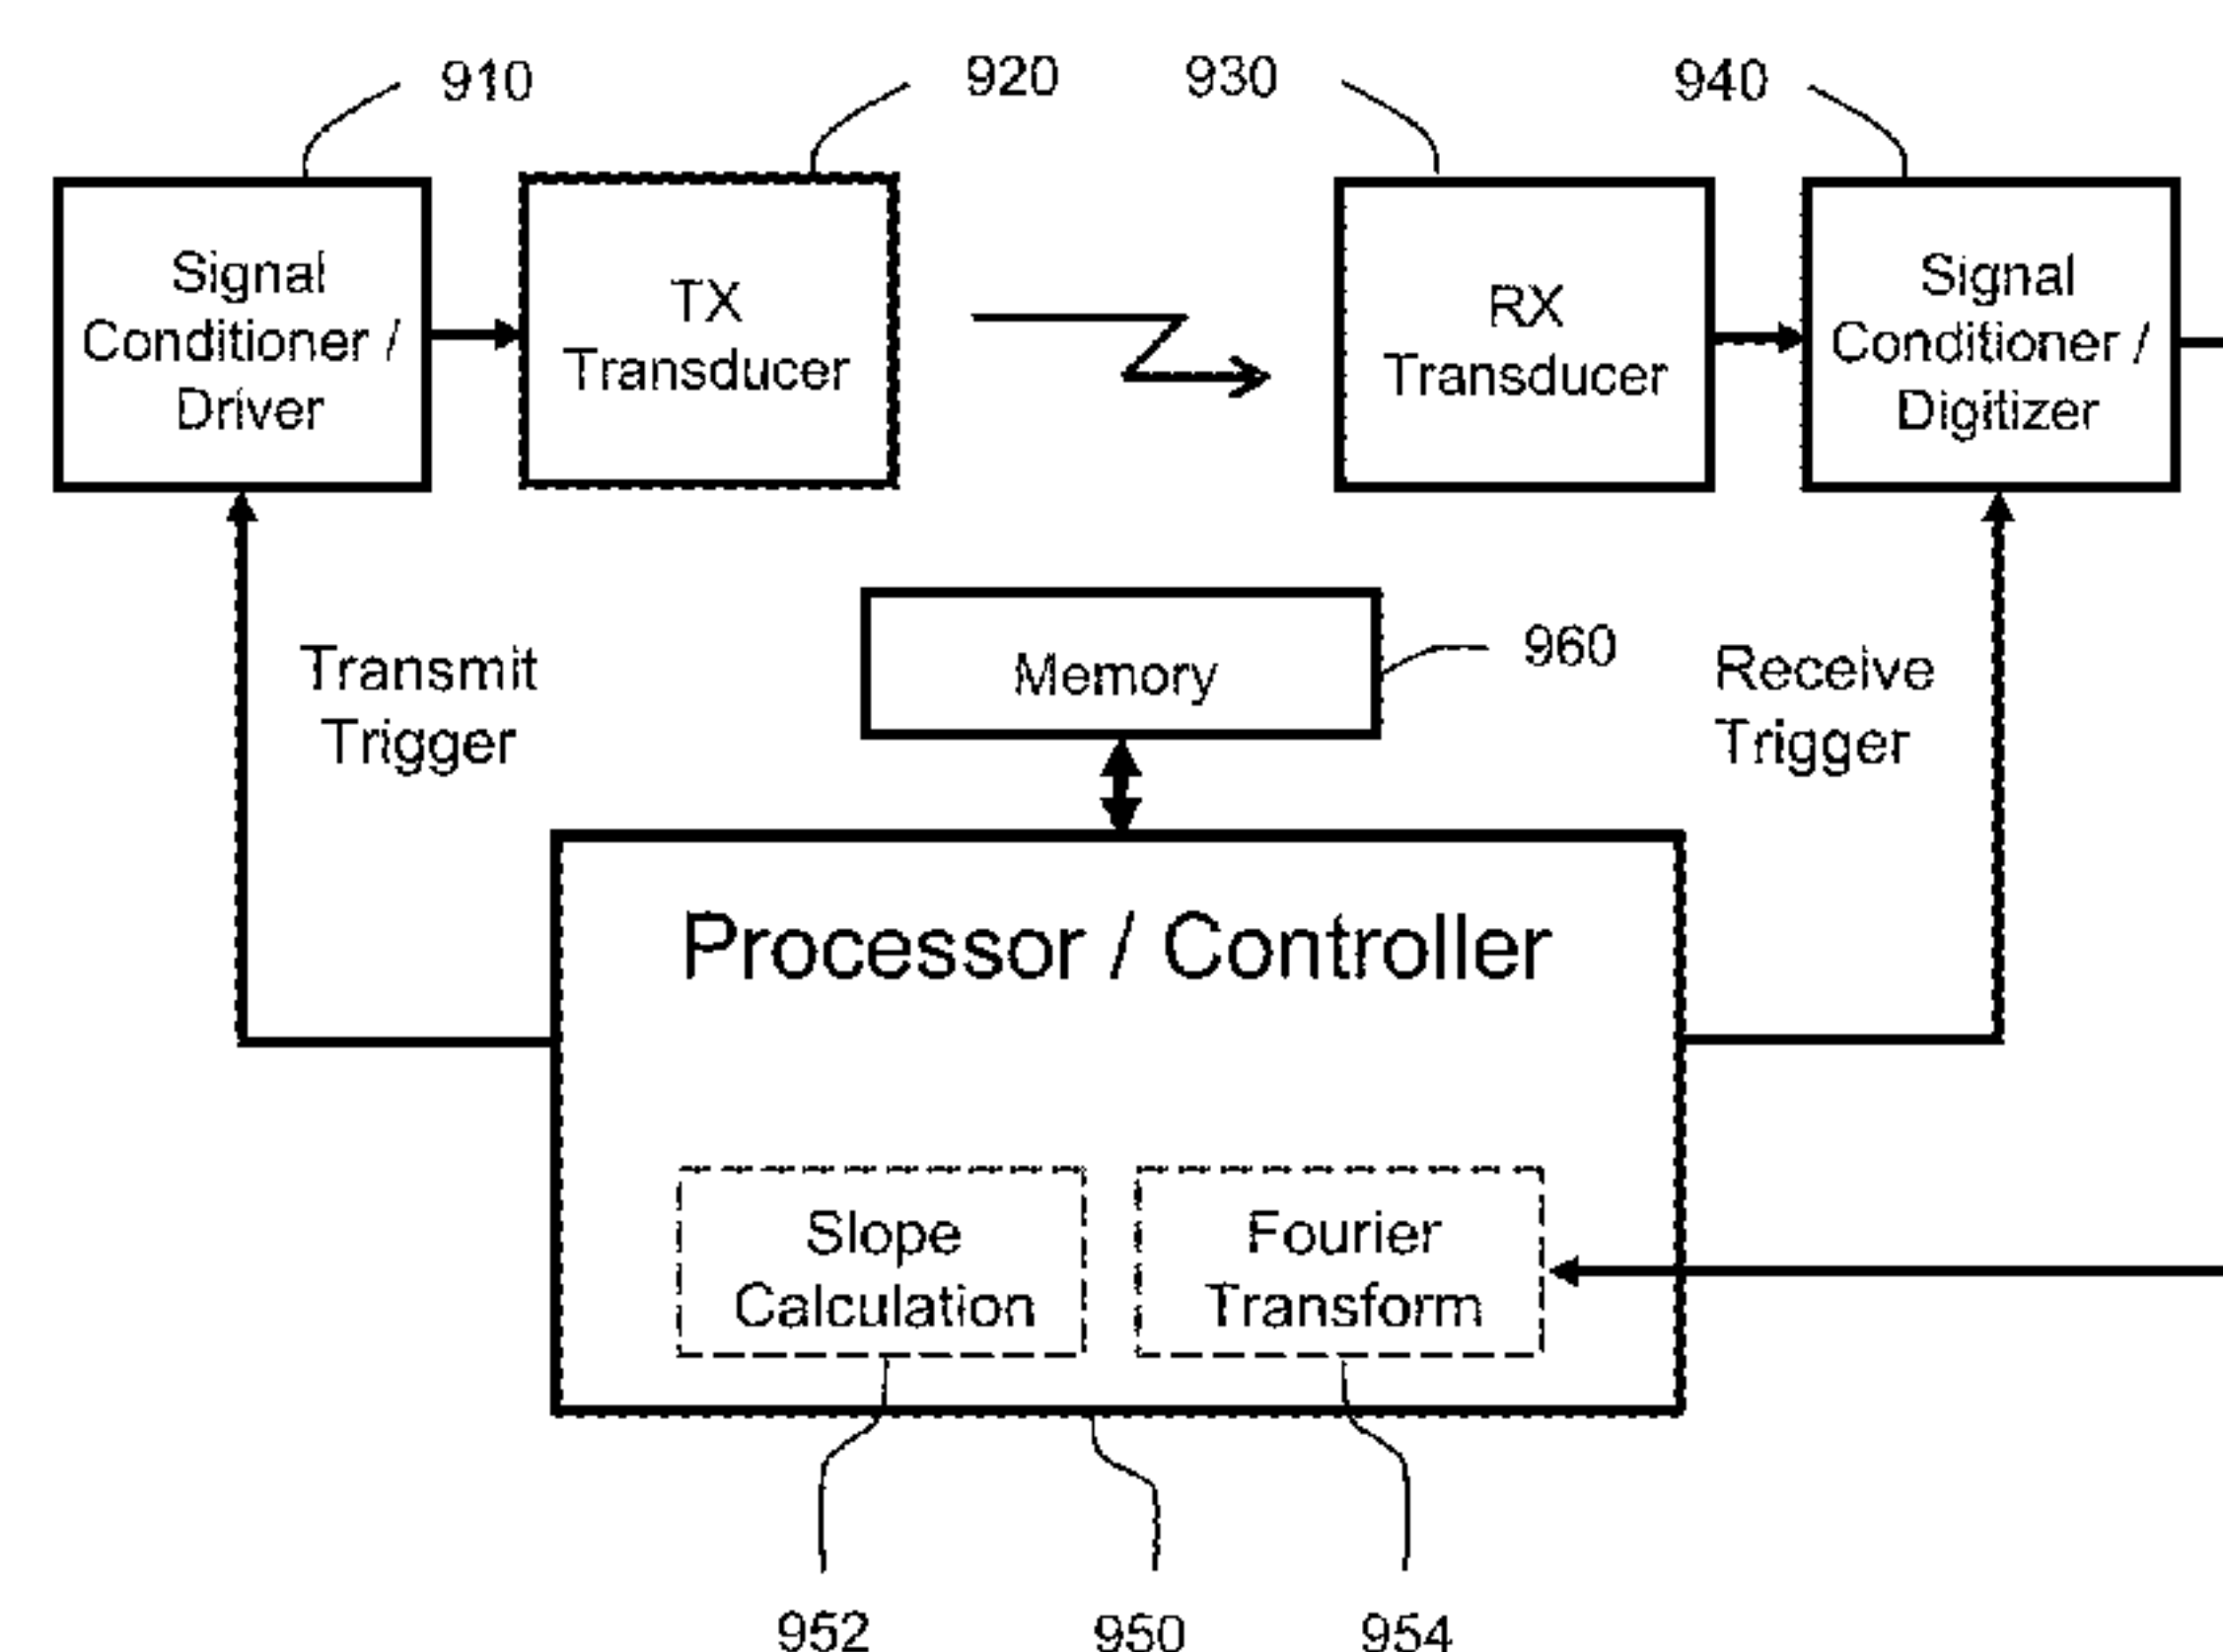 910
920
930
940
Signal
Conditioner /
Driver
TX
Transducer
RX
Transducer
Signal
Conditioner /
Digitizer
Transmit
Trigger
Memory
960
Receive
Trigger
Processor / Controller
Slope
Calculation
Fourier
Transform
952
950
954